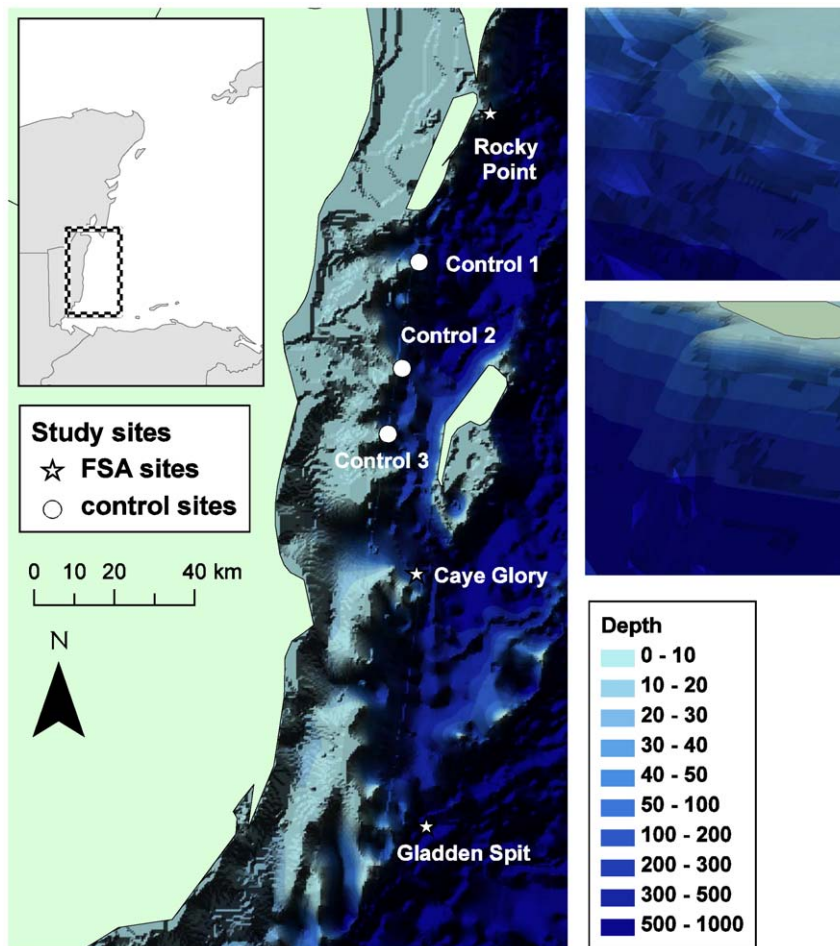 Rocky
Point
Control 1
Control 2
Control 3
Caye Glory
Gladden Spit
Study sites
FSA sites
control sites
0 10 20 40 km
N
Depth
0 - 10
10 - 20
20 - 30
30 - 40
40 - 50
50 - 100
100 - 200
200 - 300
300 - 500
500 - 1000